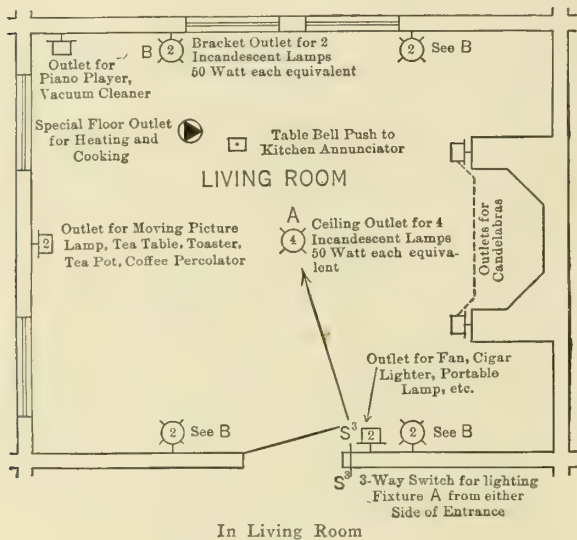 B
2
Bracket Outlet for 2
Incandescent Lamps
50 Watt each equivalent
2
See B
Outlet for
Piano Player,
Vacuum Cleaner
Special Floor Outlet
for Heating and
Cooking
Table Bell Push to
Kitchen Annunciator
LIVING ROOM
2
Outlet for Moving Picture
Lamp, Tea Table, Toaster,
Tea Pot, Coffee Percolator
A
4
Ceiling Outlet for 4
Incandescent Lamps
50 Watt each equiva-
lent
Outlets for
Candelabras
Outlet for Fan, Cigar
Lighter, Portable
Lamp, etc.
2
See B
S³
2
2
See B
S³
3-Way Switch for lighting
Fixture A from either
Side of Entrance
In Living Room